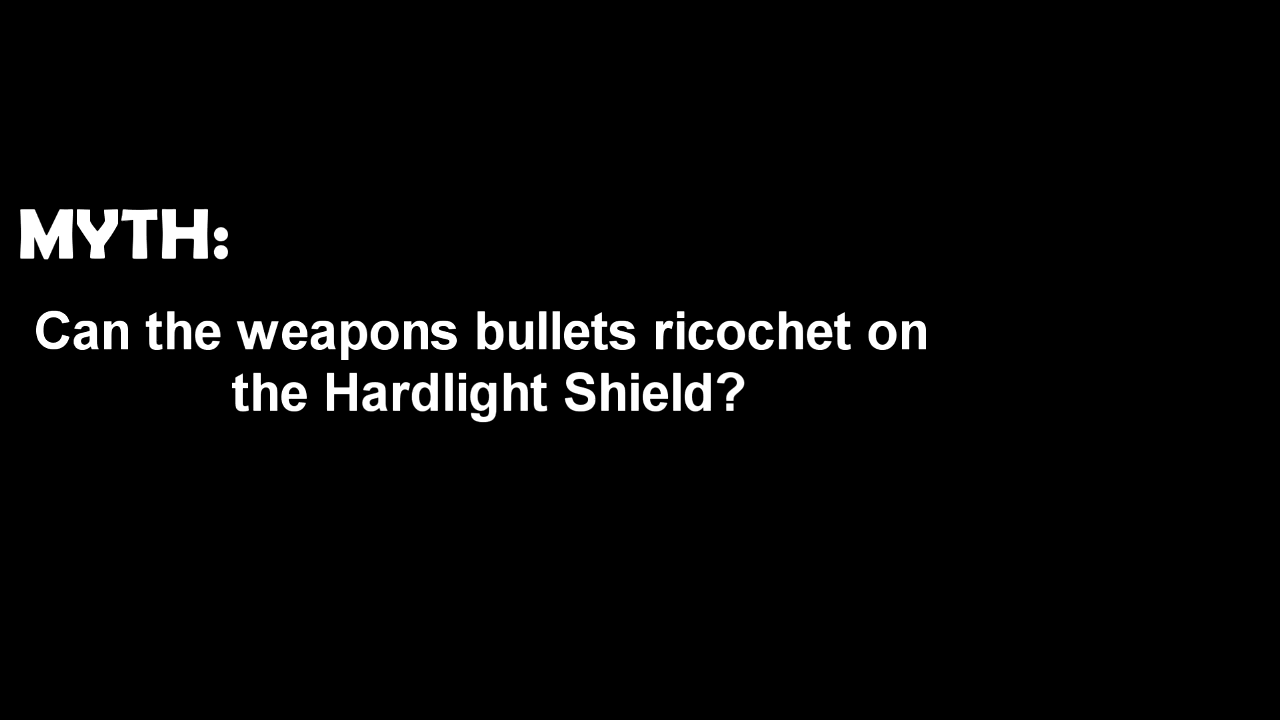 MYTH:
Can the weapons bullets ricochet on
the Hardlight Shield?